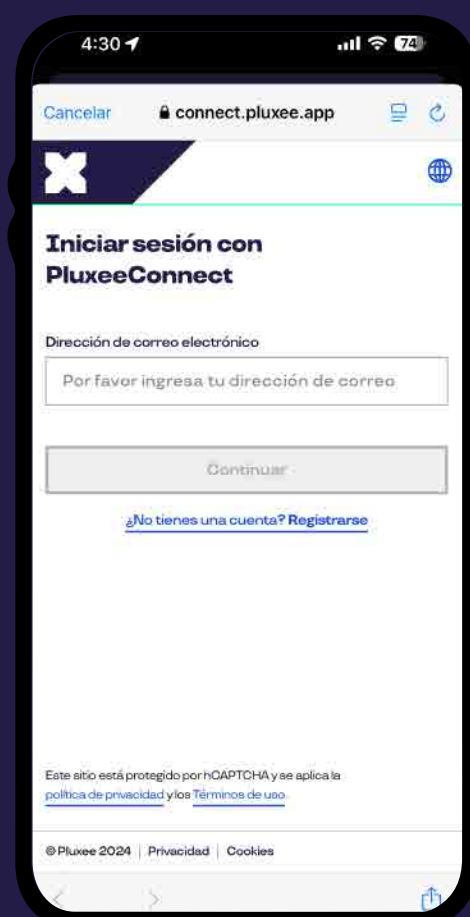 4:30
74
Cancelar connect.pluxee.app
Iniciar sesión con
PluxeeConnect
Dirección de correo electrónico
Por favor ingresa tu dirección de correo
Continuar
¿No tienes una cuenta? Registrarse
Este sitio está protegido por hCAPTCHA y se aplica la
política de privacidad y los Términos de uso
© Pluxee 2024 | Privacidad | Cookies